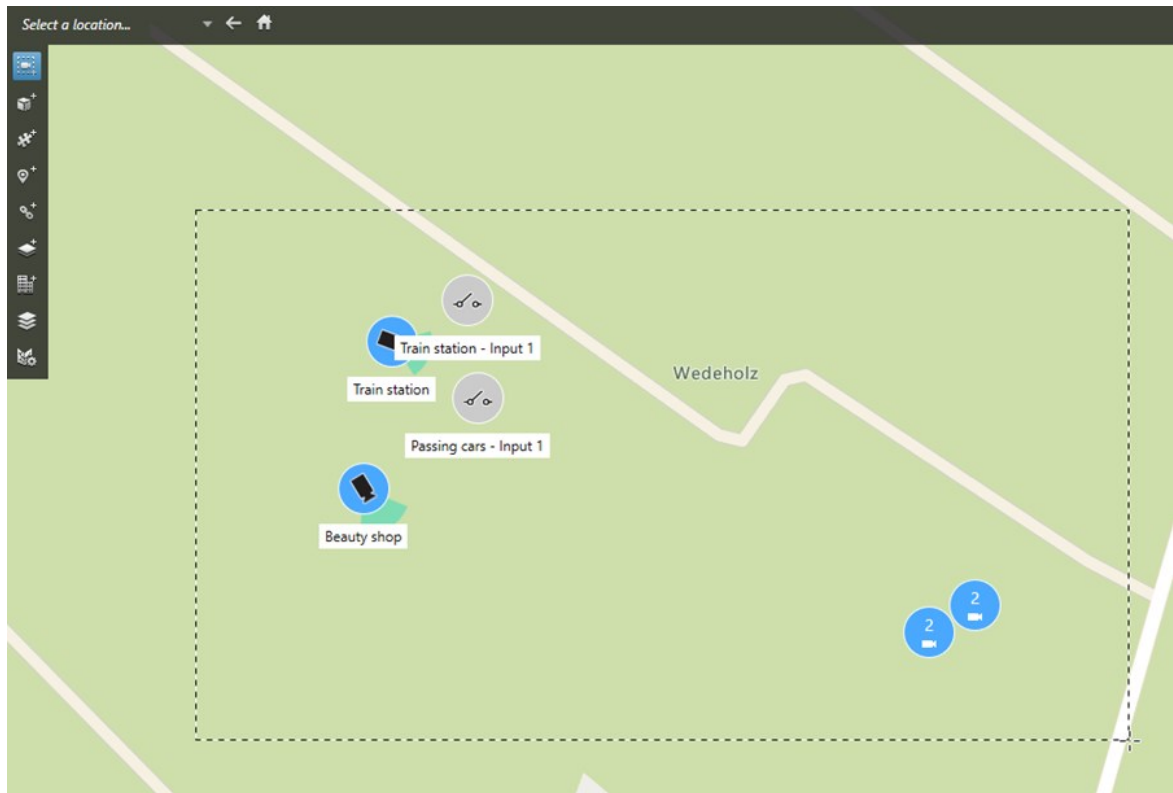 Select a location...
Train station - Input 1
Wedeholz
Train station
Passing cars - Input 1
Beauty shop
2
2